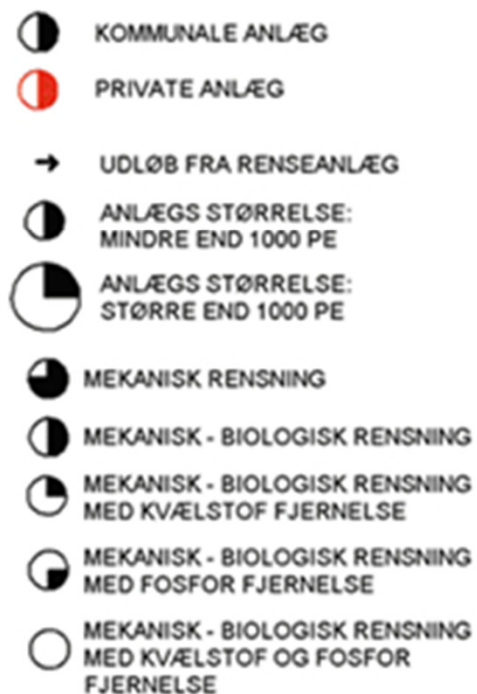 KOMMUNALE ANLÆG
PRIVATE ANLÆG
UDLØB FRA RENSEANLÆG
ANLÆGS STØRRELSE:
MINDRE END 1000 PE
ANLÆGS STØRRELSE:
STØRRE END 1000 PE
MEKANISK RENSNING
MEKANISK - BIOLOGISK RENSNING
MEKANISK - BIOLOGISK RENSNING
MED KVÆLSTOF FJERNELSE
MEKANISK - BIOLOGISK RENSNING
MED FOSFOR FJERNELSE
MEKANISK - BIOLOGISK RENSNING
MED KVÆLSTOF OG FOSFOR
FJERNELSE